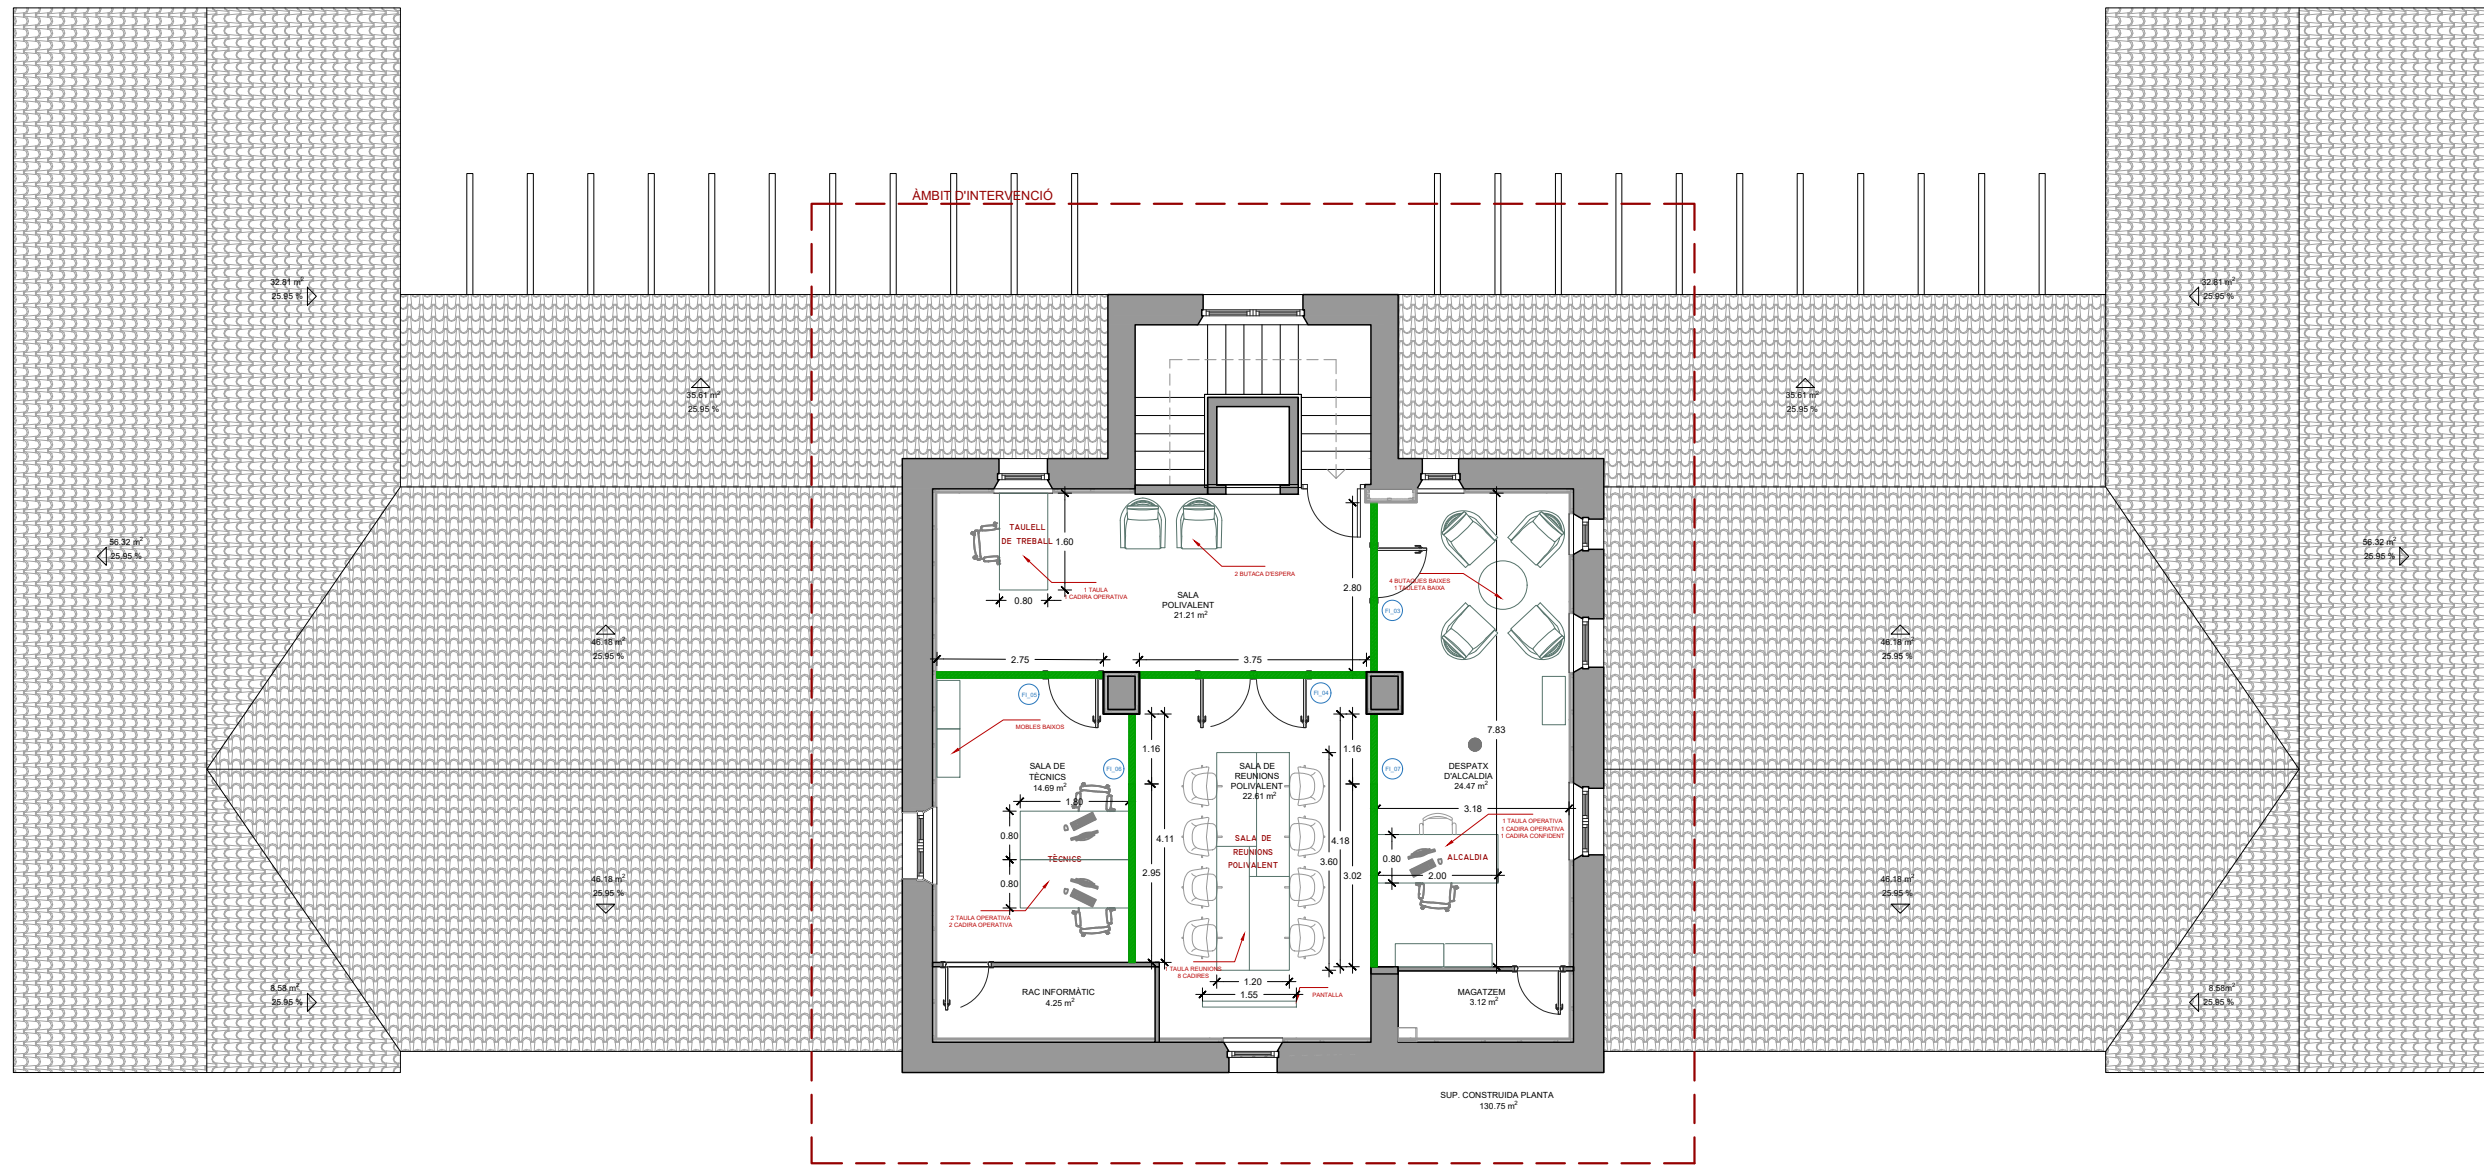 ÀMBIT D'INTERVENCIÓ
32.81 m²
25.95 %
32.81 m²
25.95 %
35.61 m²
25.95 %
35.61 m²
25.95 %
56.32 m²
25.95 %
56.32 m²
25.95 %
TAULELL
DE TREBALL
1.60
0.80
1 TAULA
1 CADIRA OPERATIVA
2 BUTACA D'ESPERA
SALA
POLIVALENT
21.21 m²
2.80
4 BUTAQUES BAIXES
1 TAULETA BAIXA
FI_03
46.18 m²
25.95 %
46.18 m²
25.95 %
2.75
3.75
FI_05
FI_04
MOBLES BAIXOS
7.83
1.16
1.16
SALA DE
TÈCNICS
14.69 m²
FI_06
SALA DE
REUNIONS
POLIVALENT
22.61 m²
FI_07
DESPATX
D'ALCALDIA
24.47 m²
1.80
3.18
0.80
0.80
TÈCNICS
4.11
2.95
SALA DE
REUNIONS
POLIVALENT
4.18
3.60
3.02
1 TAULA OPERATIVA
1 CADIRA OPERATIVA
1 CADIRA CONFIDENT
0.80
ALCALDIA
2.00
46.18 m²
25.95 %
46.18 m²
25.95 %
2 TAULA OPERATIVA
2 CADIRA OPERATIVA
1 TAULA REUNIONS
8 CADIRES
1.20
1.55
PANTALLA
RAC INFORMÀTIC
4.25 m²
MAGATZEM
3.12 m²
8.58 m²
25.95 %
8.58m²
25.95 %
SUP. CONSTRUIDA PLANTA
130.75 m²